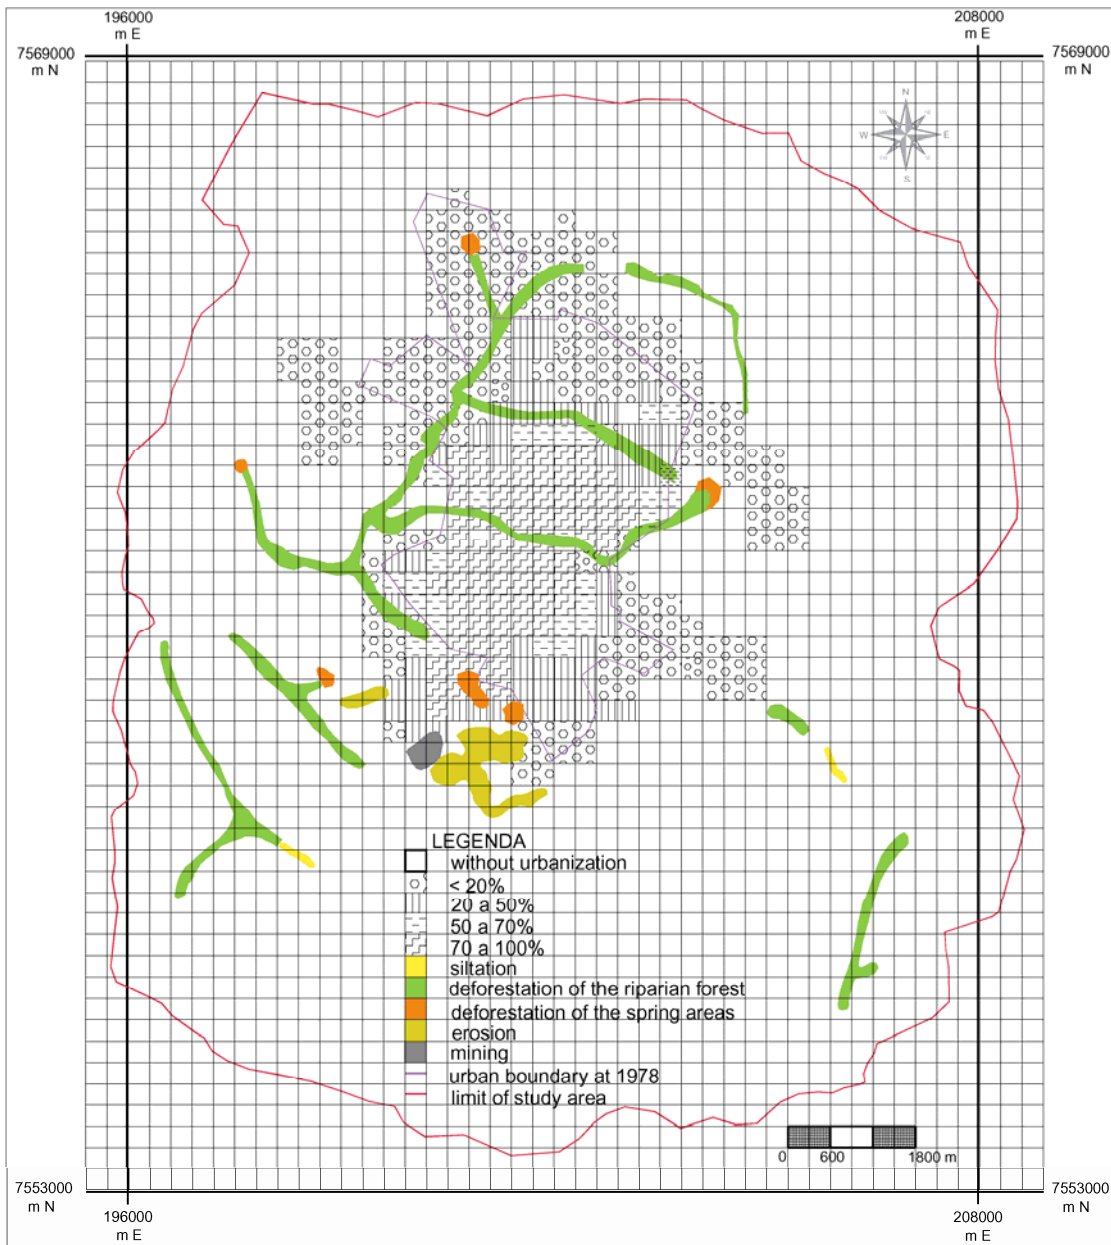 196000
m E
208000
m E
7569000
m N
7569000
m N
N
W
E
S
LEGENDA
without urbanization
< 20%
20 a 50%
50 a 70%
70 a 100%
siltation
deforestation of the riparian forest
deforestation of the spring areas
erosion
mining
urban boundary at 1978
limit of study area
0 600 1800 m
7553000
m N
7553000
m N
196000
m E
208000
m E